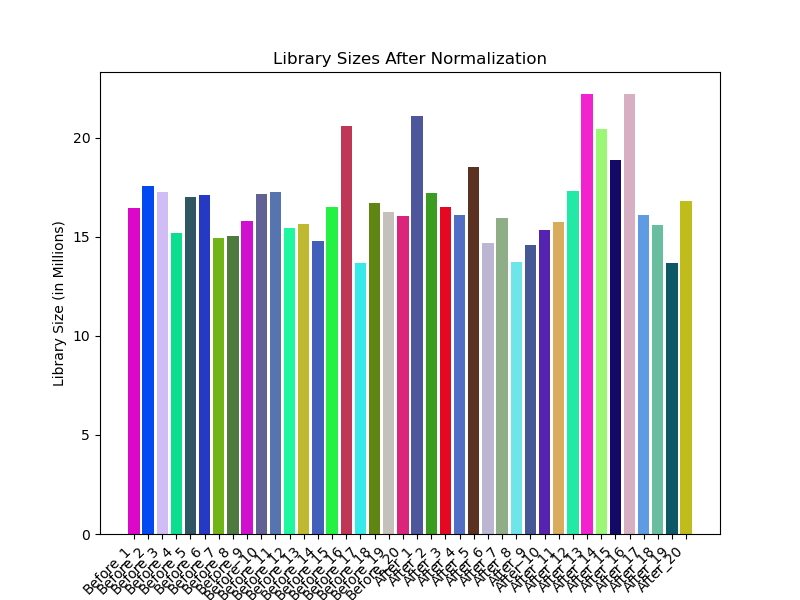 Library Sizes After Normalization
Library Size (in Millions)
20
15
10
5
0
Before_1
Before_2
Before_3
Before_4
Before_5
Before_6
Before_7
Before_8
Before_9
Before_10
Before_11
Before_12
Before_13
Before_14
Before_15
Before_16
Before_17
Before_18
Before_19
Before_20
After_1
After_2
After_3
After_4
After_5
After_6
After_7
After_8
After_9
After_10
After_11
After_12
After_13
After_14
After_15
After_16
After_17
After_18
After_19
After_20